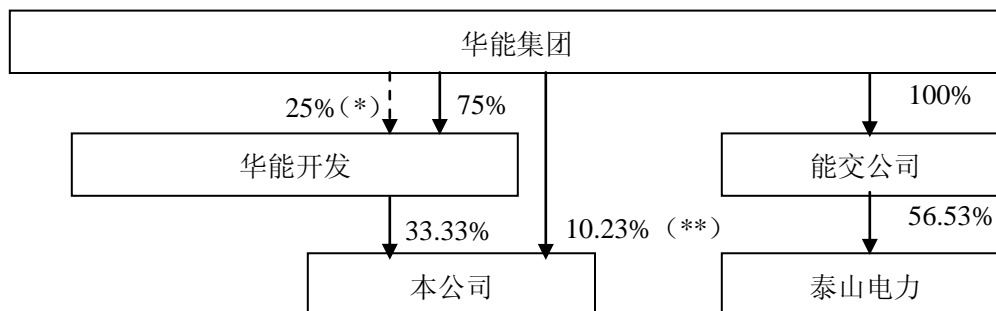 华能集团
25%（*）
75%
100%
华能开发
能交公司
33.33%
10.23%（**）
56.53%
本公司
泰山电力